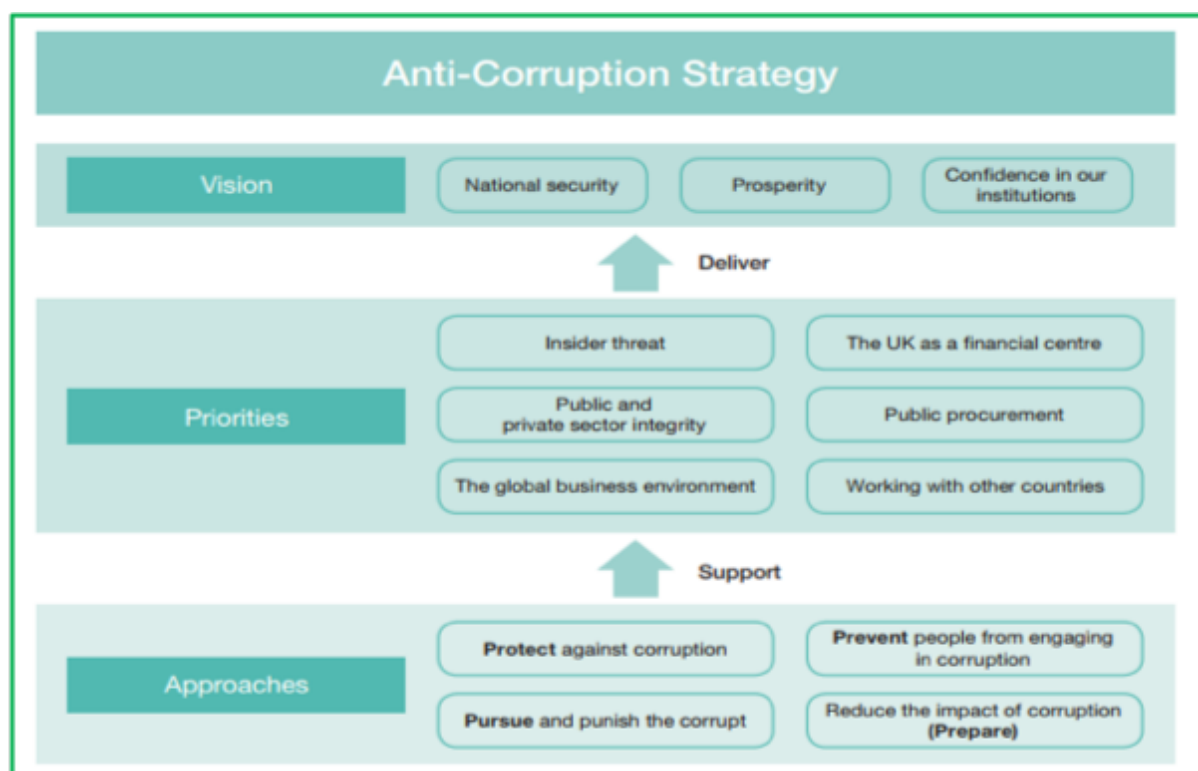 Anti-Corruption Strategy
Vision
National security
Prosperity
Confidence in our
institutions
Deliver
Priorities
Insider threat
The UK as a financial centre
Public and
private sector integrity
Public procurement
The global business environment
Working with other countries
Support
Approaches
Protect against corruption
Prevent people from engaging
in corruption
Pursue and punish the corrupt
Reduce the impact of corruption
(Prepare)